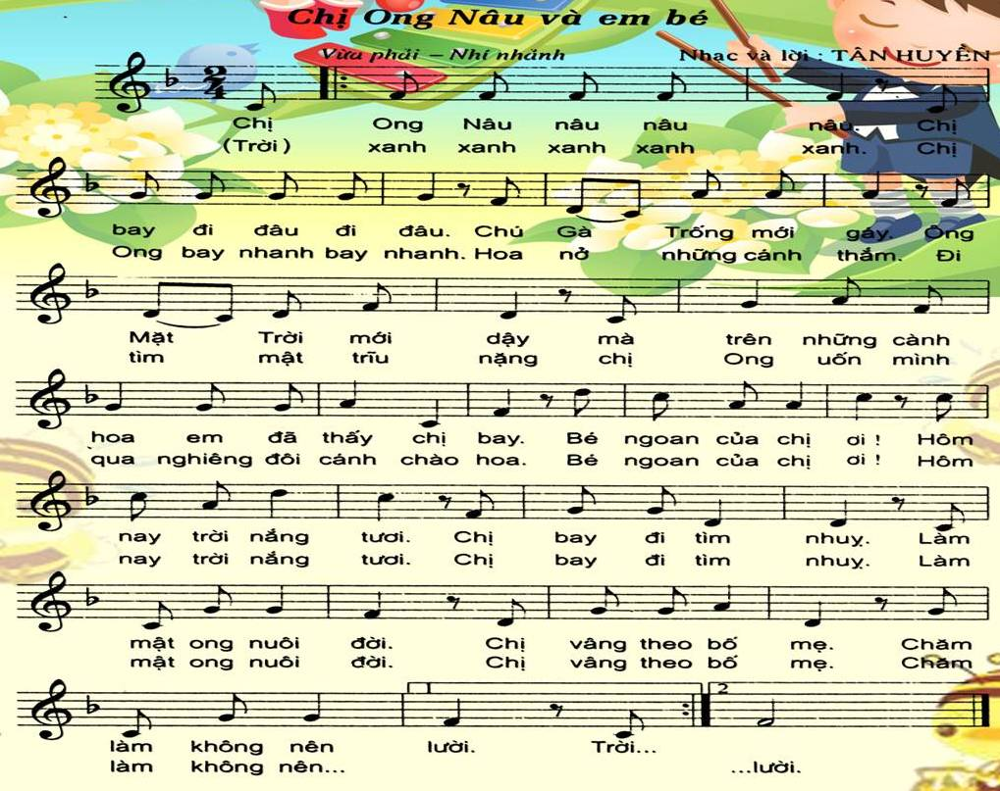 Chị Ong Nâu và em bé
Vừa phải – Nhí nhảnh
Nhạc và lời : TÂN HUYỀN
2
4
Chị Ong Nâu nâu nâu nâu. Chị
(Trời) xanh xanh xanh xanh xanh. Chị
bay đi đâu đi đâu. Chú Gà Trống mới gáy. Ông
Ong bay nhanh bay nhanh. Hoa nở những cánh thắm. Đi
Mặt Trời mới dậy mà trên những cành
tìm mật trĩu nặng chị Ong uốn mình
hoa em đã thấy chị bay. Bé ngoan của chị ơi ! Hôm
qua nghiêng đôi cánh chào hoa. Bé ngoan của chị ơi ! Hôm
nay trời nắng tươi. Chị bay đi tìm nhuỵ. Làm
nay trời nắng tươi. Chị bay đi tìm nhuỵ. Làm
mật ong nuôi đời. Chị vâng theo bố mẹ. Chăm
mật ong nuôi đời. Chị vâng theo bố mẹ. Chăm
1
2
làm không nên lười. Trời...
làm không nên... ...lười.